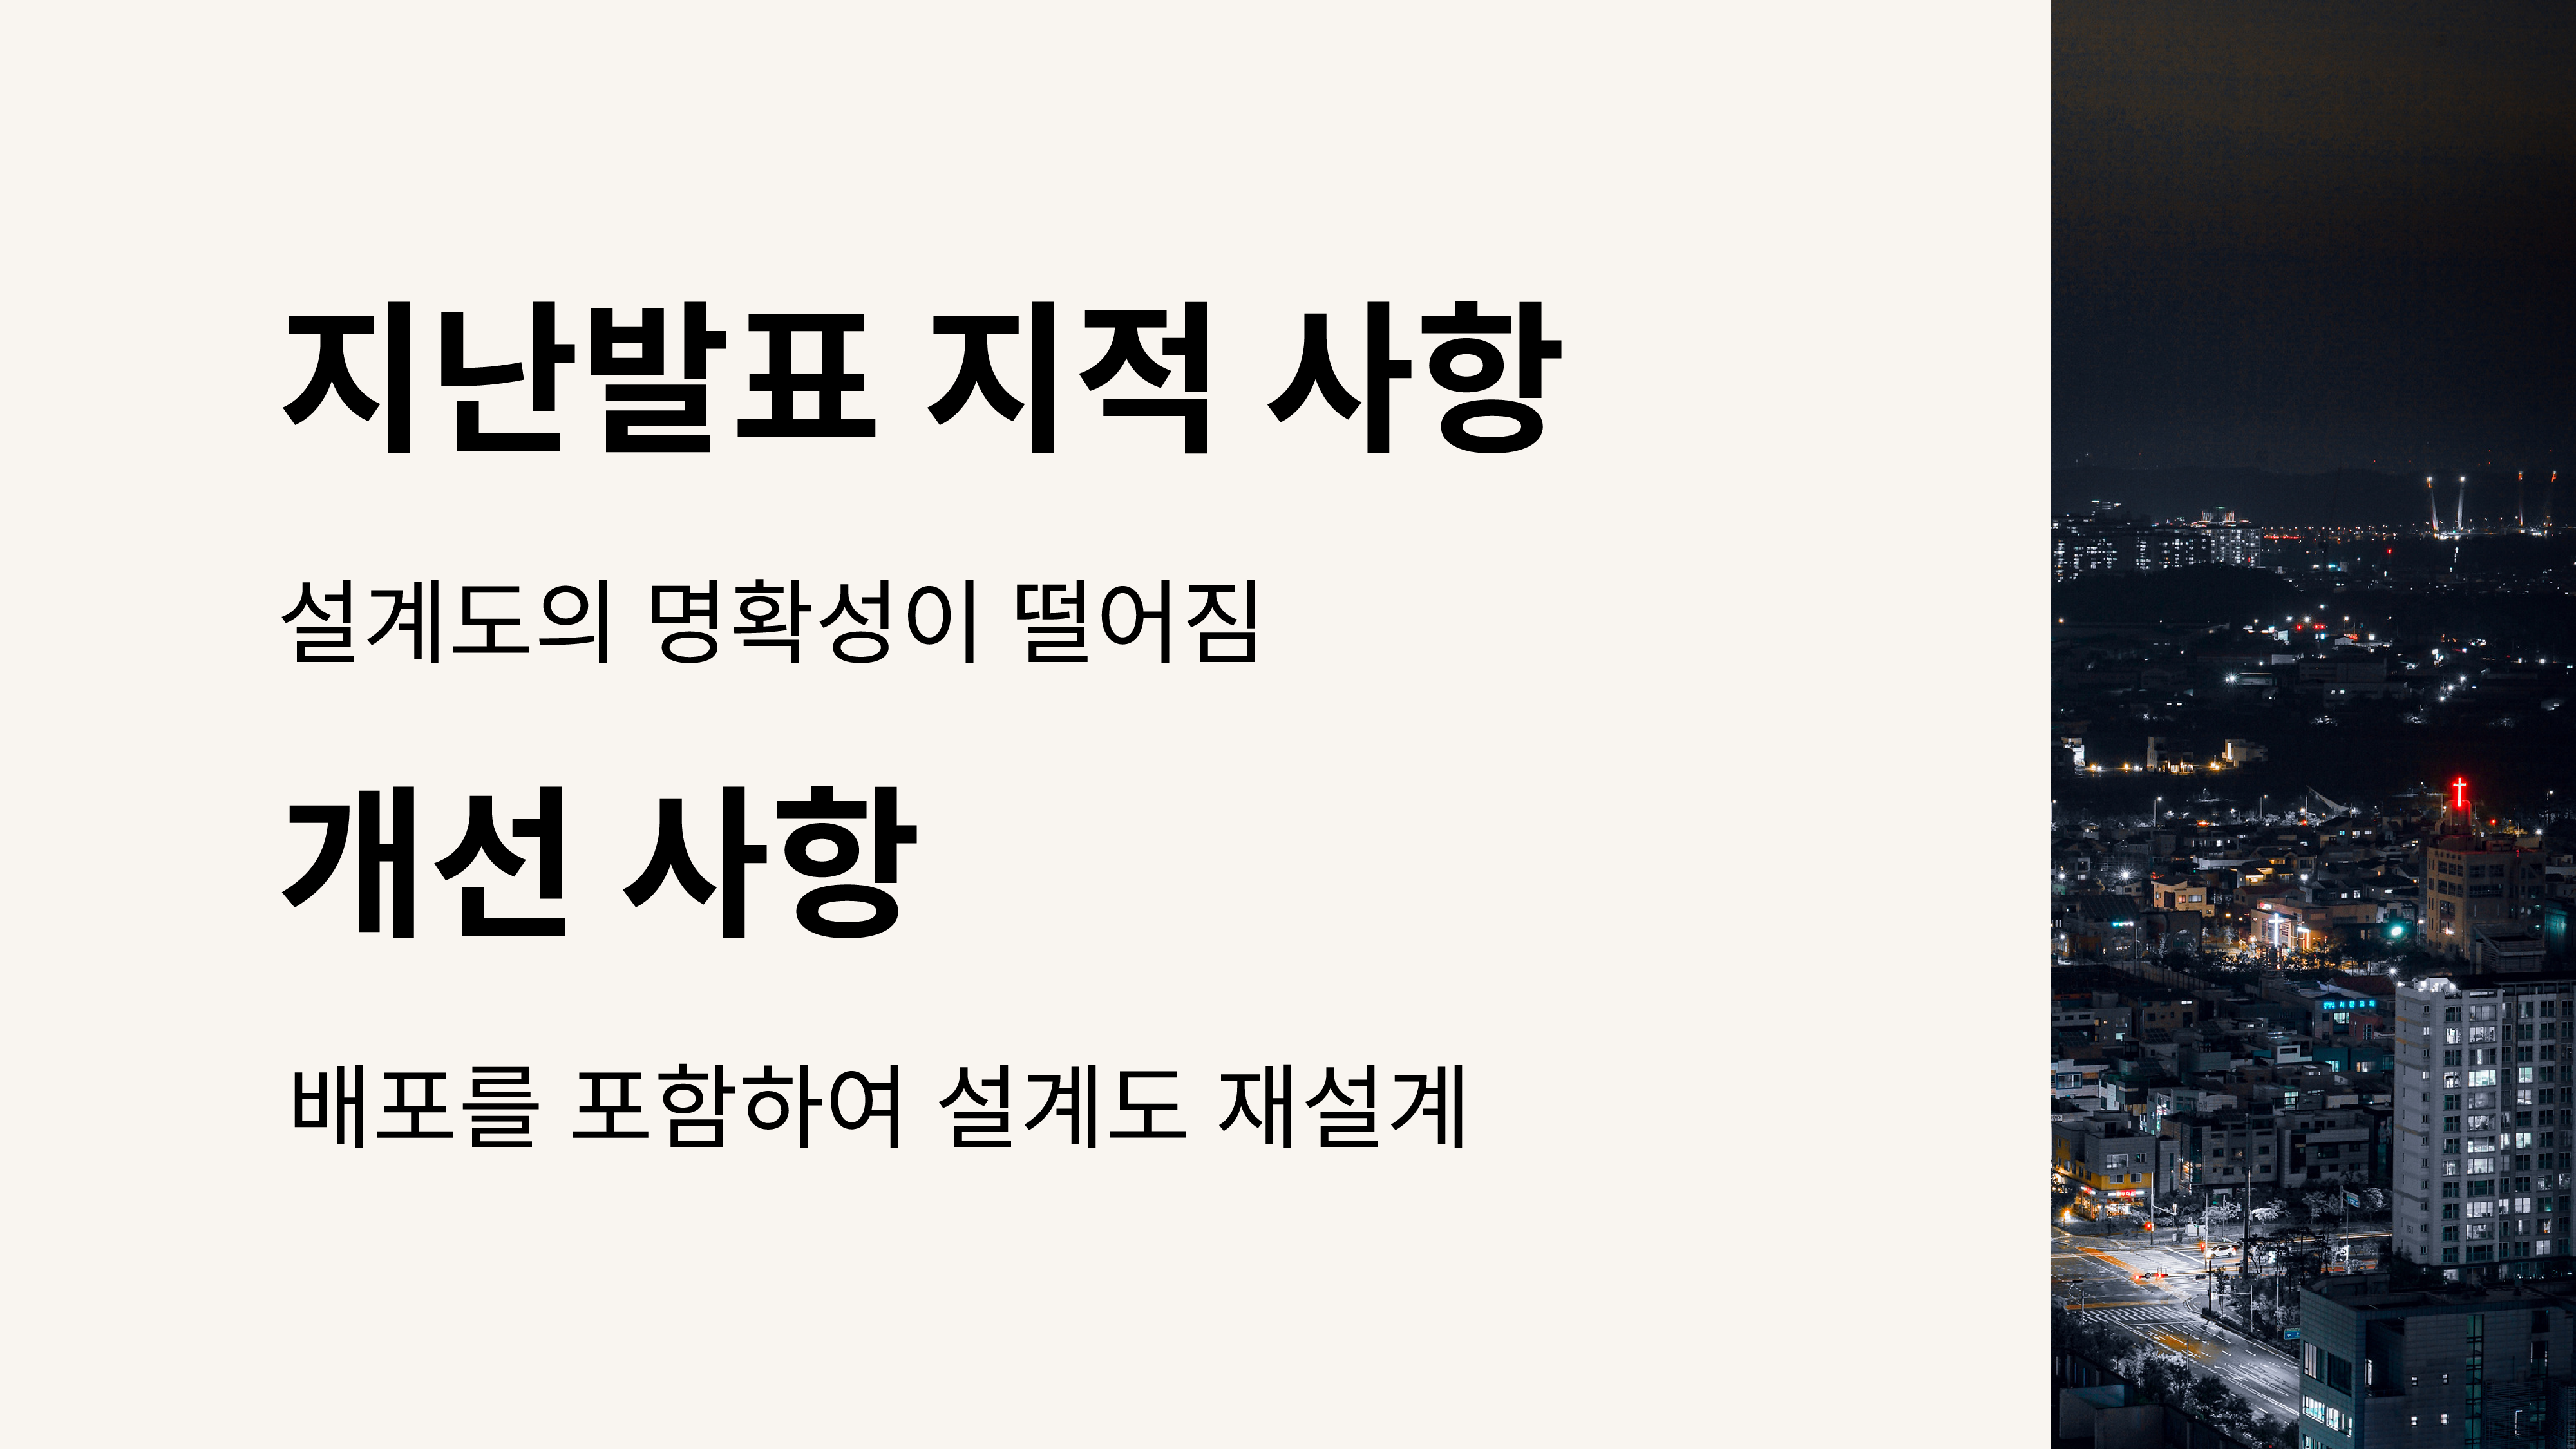 지난발표 지적 사항
설계도의 명확성이 떨어짐
개선 사항
배포를 포함하여 설계도 재설계